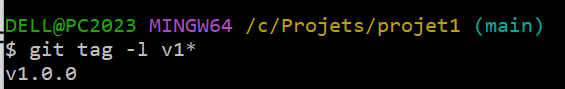 DELL@PC2023 MINGW64 /c/Projets/projet1 (main)
$ git tag -l v1*
v1.0.0